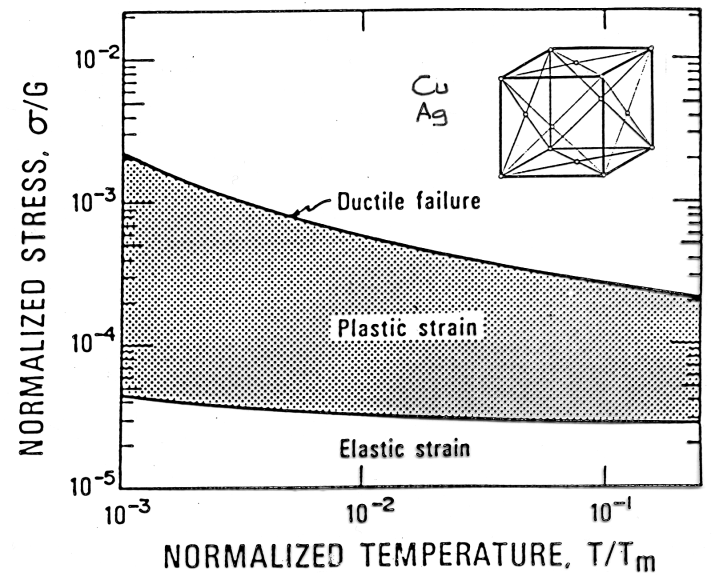 10⁻²
Cu
Ag
10⁻³
Ductile failure
Plastic strain
10⁻⁴
Elastic strain
10⁻⁵
10⁻³
10⁻²
10⁻¹
NORMALIZED STRESS, σ/G
NORMALIZED TEMPERATURE, T/Tₘ